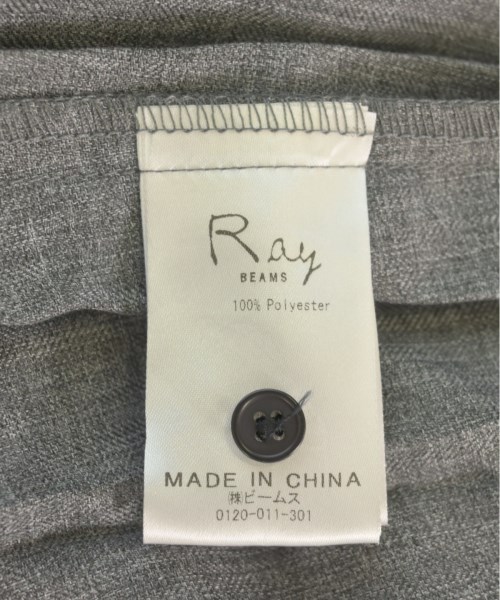 Ray
BEAMS
100% Polyester
MADE IN CHINA
㈱ビームス
0120-011-301